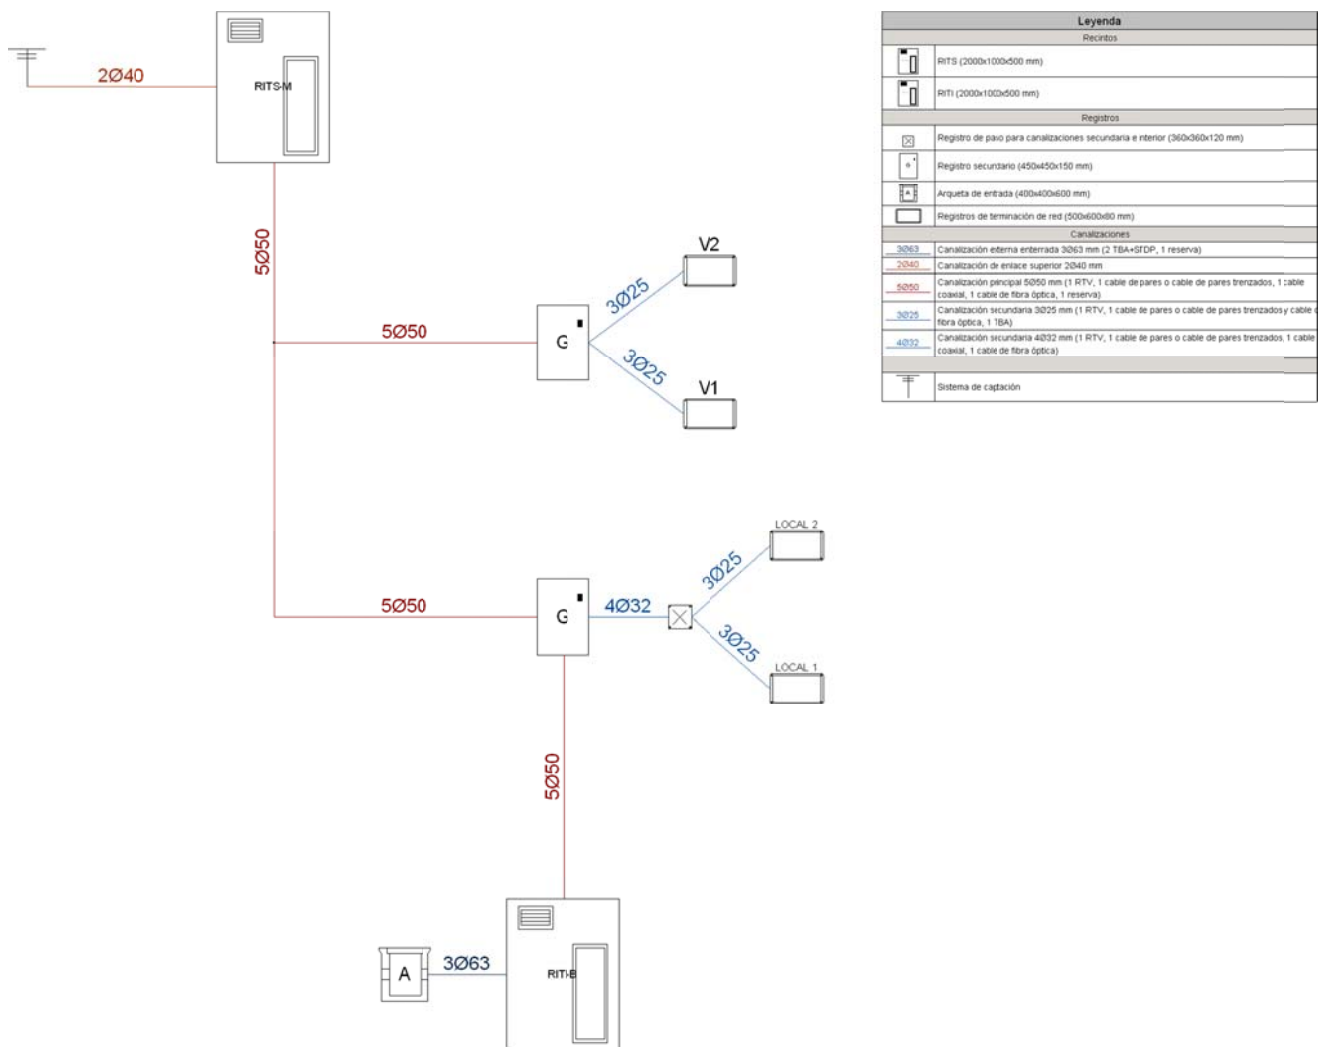 2Ø40
RITS-M
5Ø50
V2
3Ø25
5Ø50
G
3Ø25
V1
LOCAL 2
3Ø25
5Ø50
G
4Ø32
3Ø25
LOCAL 1
5Ø50
A
3Ø63
RITI-B
Leyenda
Recintos
RITS (2000x1000x500 mm)
RITI (2000x1000x500 mm)
Registros
Registro de paso para canalizaciones secundaria e interior (360x360x120 mm)
G
Registro secundario (450x450x150 mm)
A
Arqueta de entrada (400x400x600 mm)
Registros de terminación de red (500x600x80 mm)
Canalizaciones
3Ø63
Canalización externa enterrada 3Ø63 mm (2 TBA+STDP, 1 reserva)
2Ø40
Canalización de enlace superior 2Ø40 mm
5Ø50
Canalización principal 5Ø50 mm (1 RTV, 1 cable de pares o cable de pares trenzados, 1 cable
coaxial, 1 cable de fibra óptica, 1 reserva)
3Ø25
Canalización secundaria 3Ø25 mm (1 RTV, 1 cable de pares o cable de pares trenzados y cable
fibra óptica, 1 TBA)
4Ø32
Canalización secundaria 4Ø32 mm (1 RTV, 1 cable de pares o cable de pares trenzados, 1 cable
coaxial, 1 cable de fibra óptica)
Sistema de captación